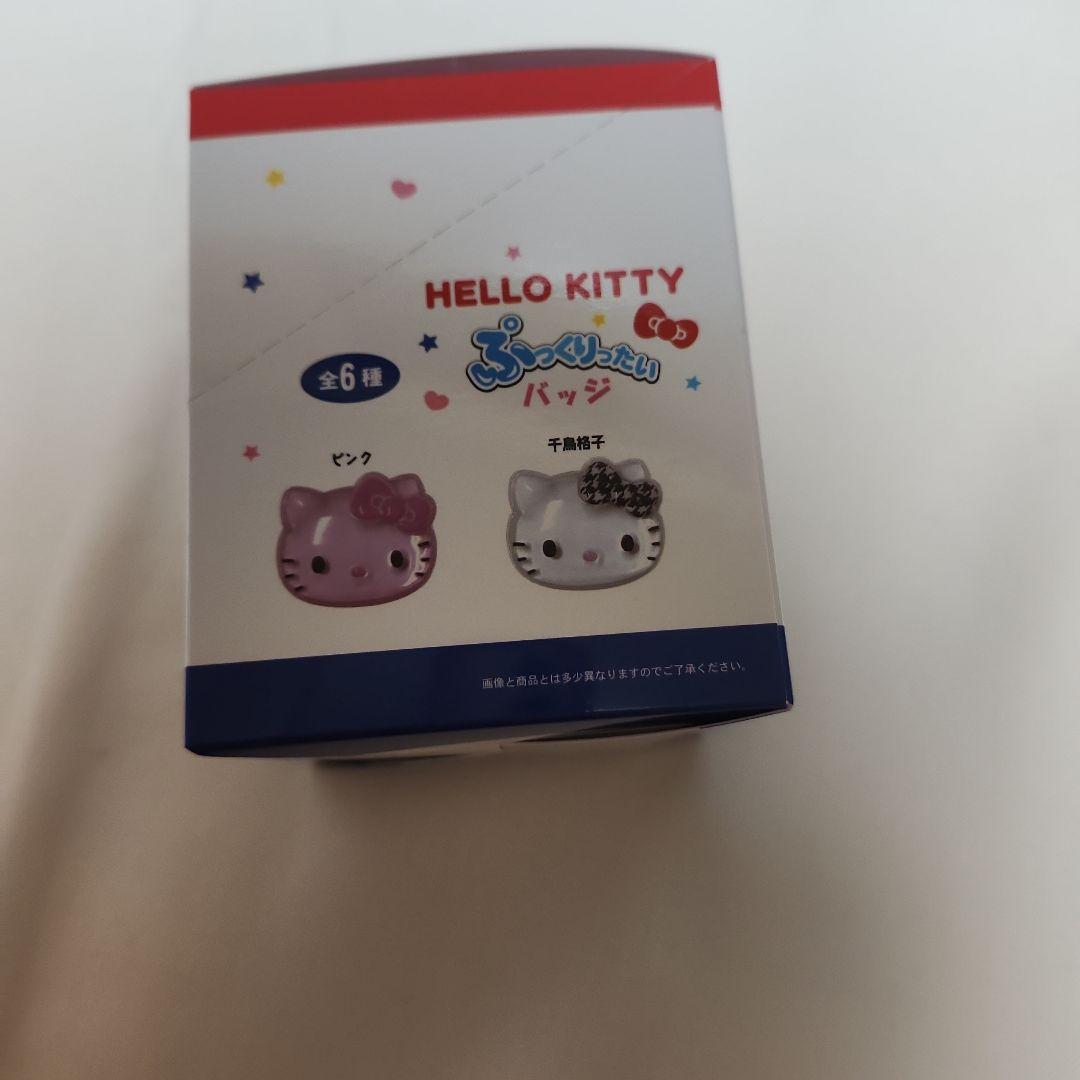 HELLO KITTY
ぷっくりったい
バッジ
全6種
ピンク
千鳥格子
画像と商品とは多少異なりますのでご了承ください。